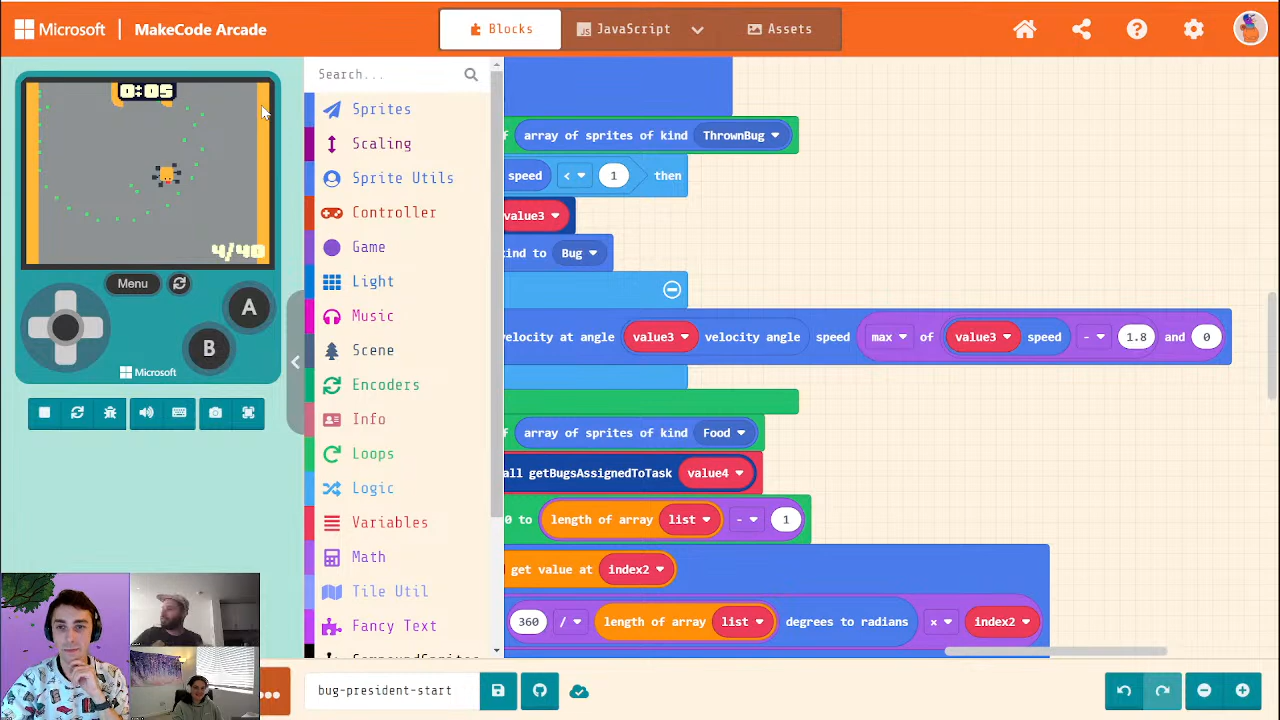 Microsoft
MakeCode Arcade
Blocks
JavaScript
Assets
0:05
4/40
Menu
A
B
Microsoft
Search...
Sprites
Scaling
Sprite Utils
Controller
Game
Light
Music
Scene
Encoders
Info
Loops
Logic
Variables
Math
Tile Util
Fancy Text
CompoundSprites
f array of sprites of kind ThrownBug
speed < 1 then
value3
kind to Bug
velocity at angle value3 velocity angle speed max of value3 speed - 1.8 and 0
f array of sprites of kind Food
all getBugsAssignedToTask value4
0 to length of array list - 1
get value at index2
360 / length of array list degrees to radians × index2
bug-president-start